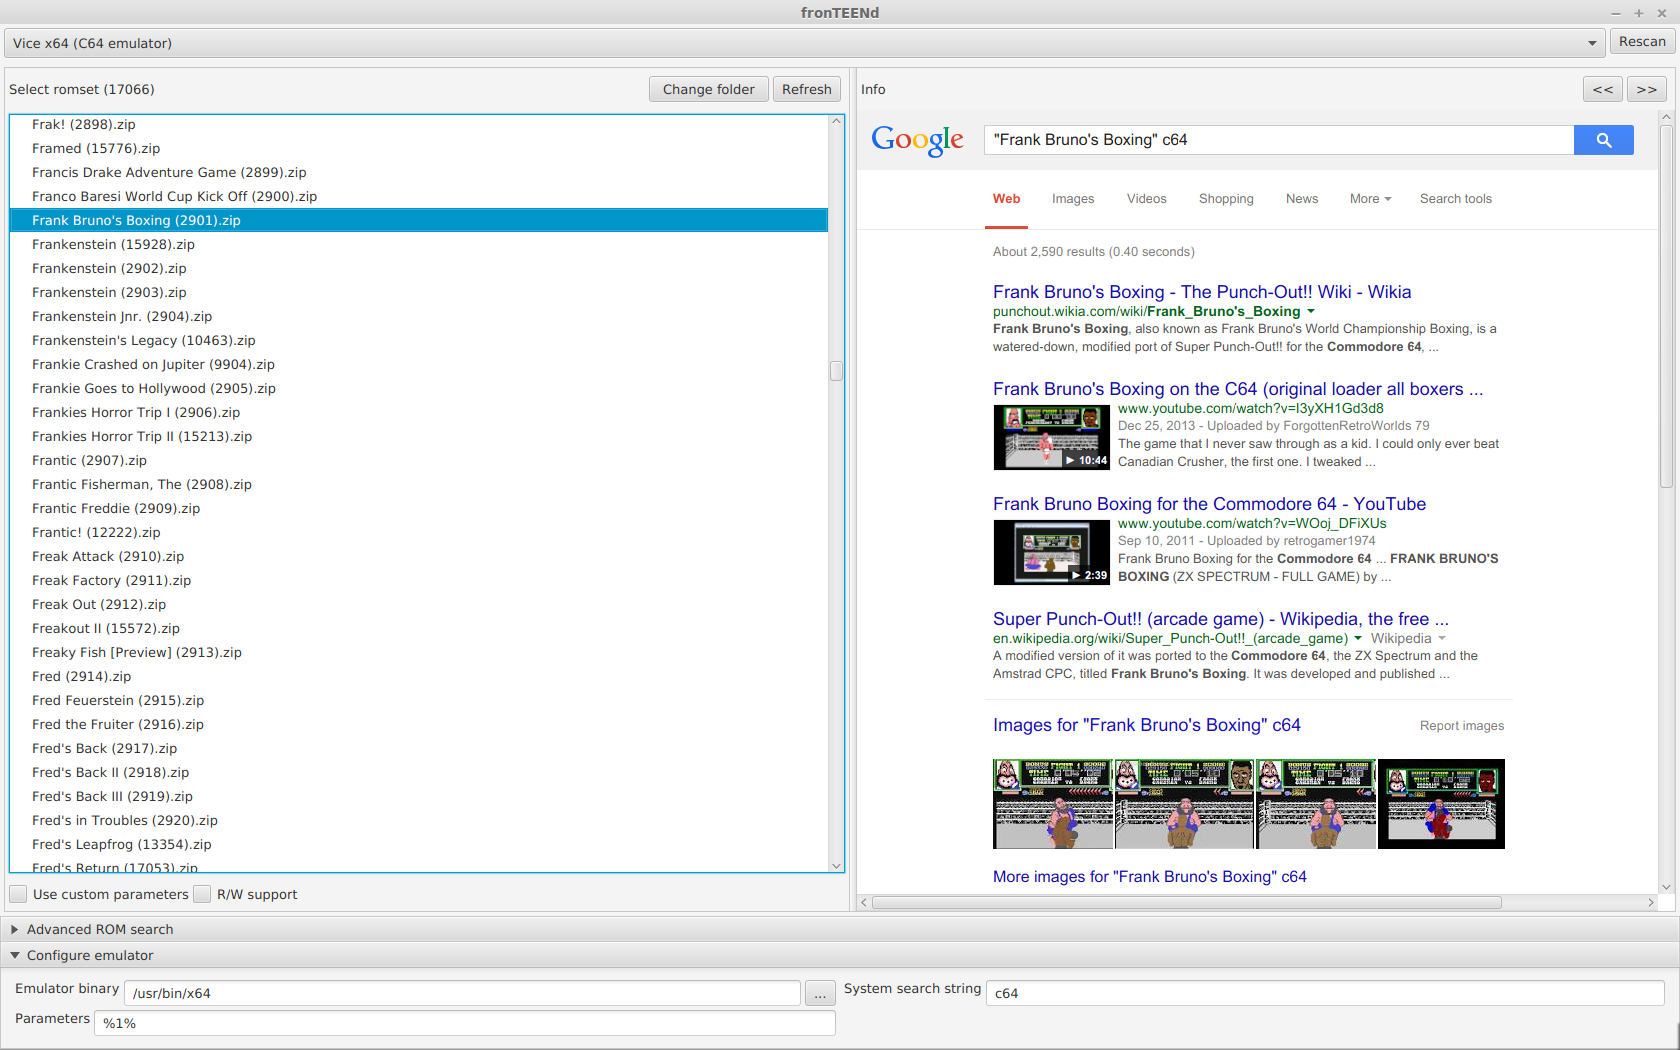 fronTEENd
Vice x64 (C64 emulator)
Rescan
Select romset (17066)
Change folder
Refresh
Frak! (2898).zip
Framed (15776).zip
Francis Drake Adventure Game (2899).zip
Franco Baresi World Cup Kick Off (2900).zip
Frank Bruno's Boxing (2901).zip
Frankenstein (15928).zip
Frankenstein (2902).zip
Frankenstein (2903).zip
Frankenstein Jnr. (2904).zip
Frankenstein's Legacy (10463).zip
Frankie Crashed on Jupiter (9904).zip
Frankie Goes to Hollywood (2905).zip
Frankies Horror Trip I (2906).zip
Frankies Horror Trip II (15213).zip
Frantic (2907).zip
Frantic Fisherman, The (2908).zip
Frantic Freddie (2909).zip
Frantic! (12222).zip
Freak Attack (2910).zip
Freak Factory (2911).zip
Freak Out (2912).zip
Freakout II (15572).zip
Freaky Fish [Preview] (2913).zip
Fred (2914).zip
Fred Feuerstein (2915).zip
Fred the Fruiter (2916).zip
Fred's Back (2917).zip
Fred's Back II (2918).zip
Fred's Back III (2919).zip
Fred's in Troubles (2920).zip
Fred's Leapfrog (13354).zip
Fred's Return (17053).zip
Use custom parameters
R/W support
Info
<<
>>
Google
"Frank Bruno's Boxing" c64
Web Images Videos Shopping News More Search tools
About 2,590 results (0.40 seconds)
Frank Bruno's Boxing - The Punch-Out!! Wiki - Wikia
punchout.wikia.com/wiki/Frank_Bruno's_Boxing
Frank Bruno's Boxing, also known as Frank Bruno's World Championship Boxing, is a
watered-down, modified port of Super Punch-Out!! for the Commodore 64, ...
Frank Bruno's Boxing on the C64 (original loader all boxers ...
10:44
www.youtube.com/watch?v=I3yXH1Gd3d8
Dec 25, 2013 - Uploaded by ForgottenRetroWorlds 79
The game that I never saw through as a kid. I could only ever beat
Canadian Crusher, the first one. I tweaked ...
Frank Bruno Boxing for the Commodore 64 - YouTube
2:39
www.youtube.com/watch?v=WOoj_DFiXUs
Sep 10, 2011 - Uploaded by retrogamer1974
Frank Bruno Boxing for the Commodore 64 ... FRANK BRUNO'S
BOXING (ZX SPECTRUM - FULL GAME) by ...
Super Punch-Out!! (arcade game) - Wikipedia, the free ...
en.wikipedia.org/wiki/Super_Punch-Out!!_(arcade_game) Wikipedia
A modified version of it was ported to the Commodore 64, the ZX Spectrum and the
Amstrad CPC, titled Frank Bruno's Boxing. It was developed and published ...
Images for "Frank Bruno's Boxing" c64
Report images
More images for "Frank Bruno's Boxing" c64
Advanced ROM search
Configure emulator
Emulator binary
/usr/bin/x64
...
System search string
c64
Parameters
%1%